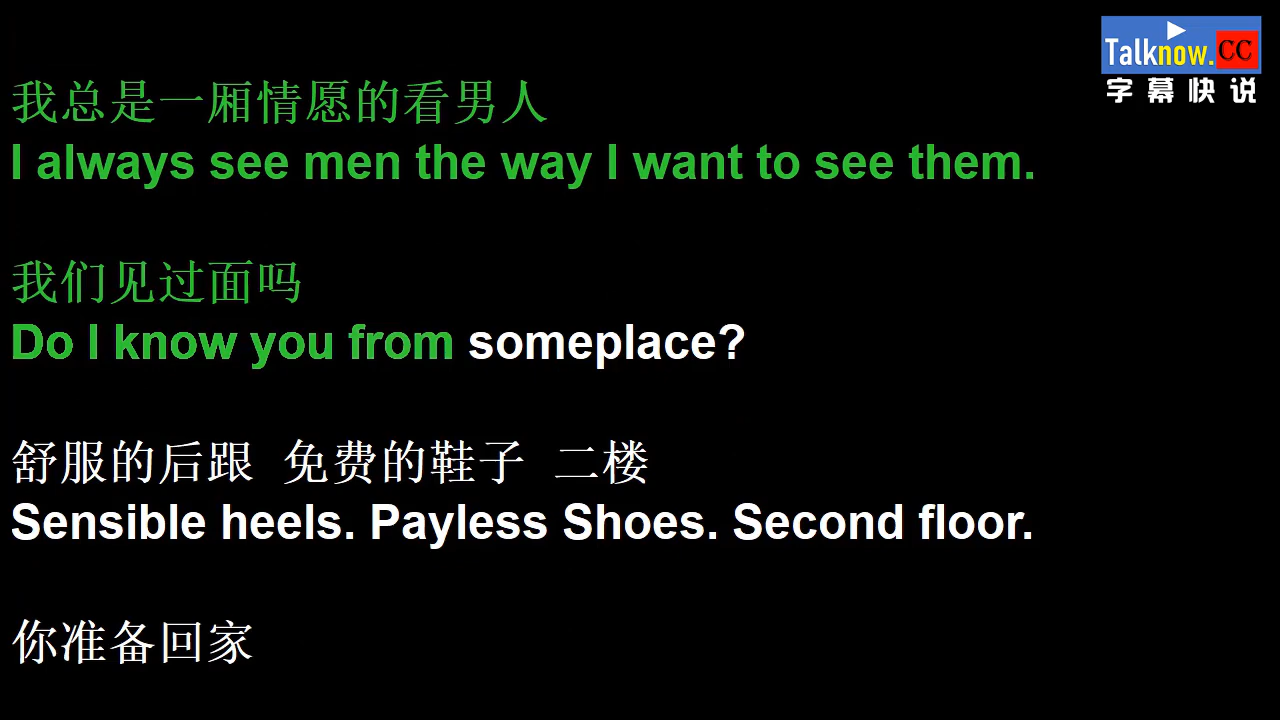 Talknow.CC
字幕快说
我总是一厢情愿的看男人
I always see men the way I want to see them.
我们见过面吗
Do I know you from someplace?
舒服的后跟 免费的鞋子 二楼
Sensible heels. Payless Shoes. Second floor.
你准备回家